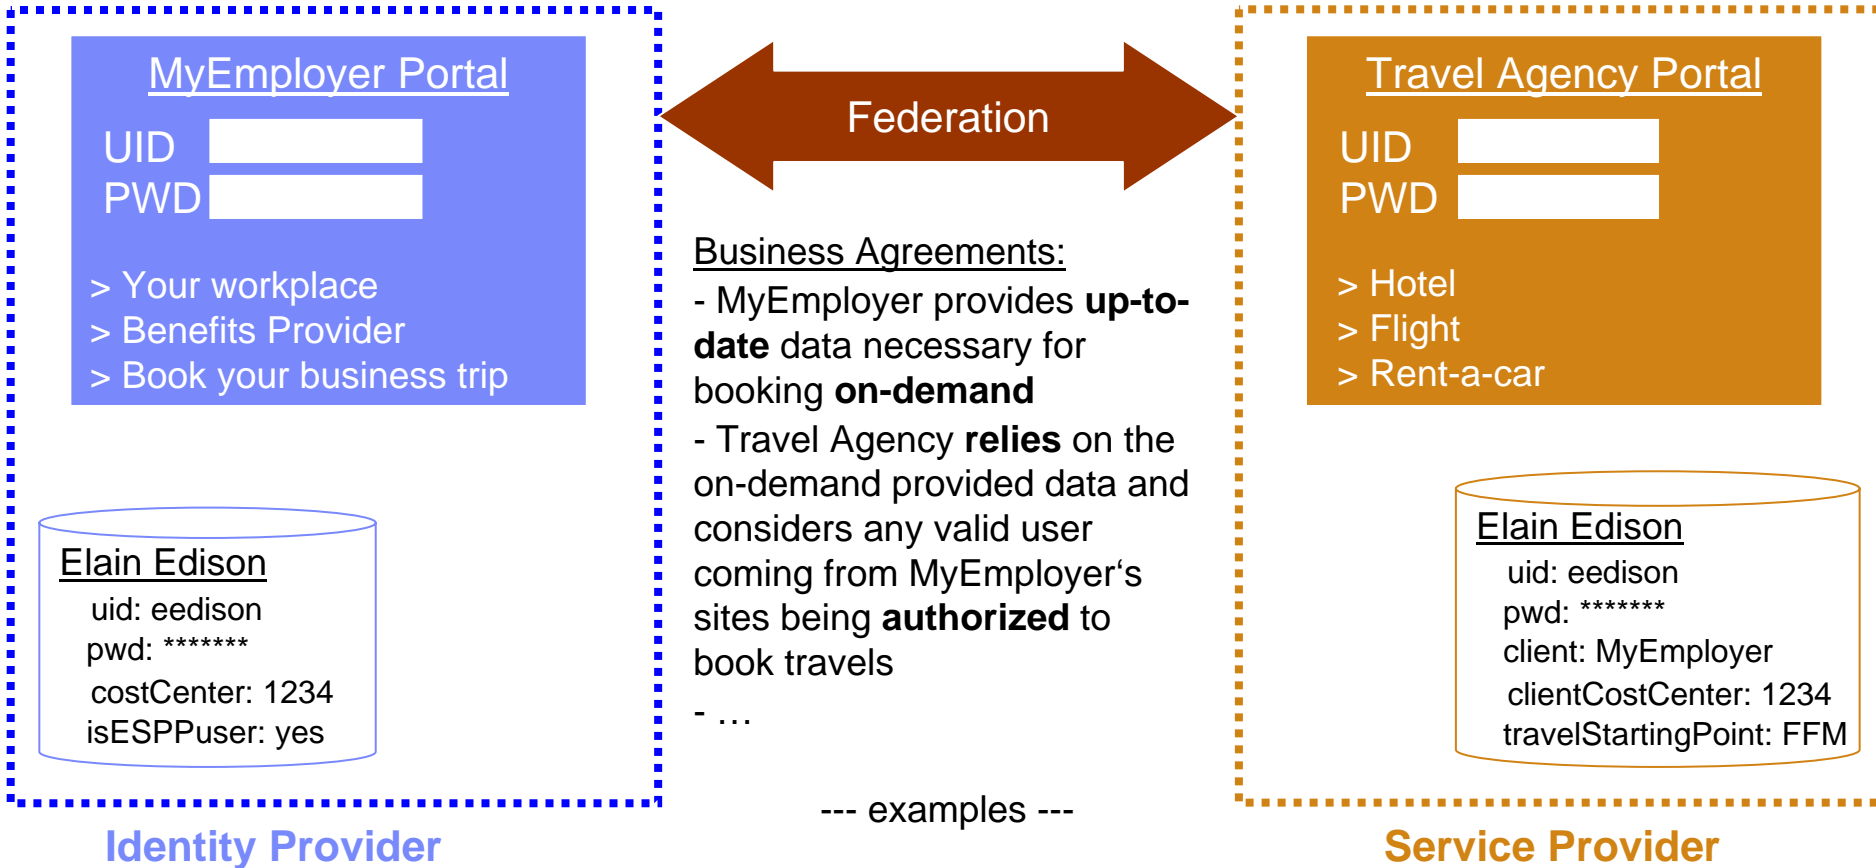 MyEmployer Portal
UID
PWD
> Your workplace
> Benefits Provider
> Book your business trip
Elain Edison
uid: eedison
pwd: *******
costCenter: 1234
isESPPuser: yes
Identity Provider
Federation
Business Agreements:
- MyEmployer provides up-to-
date data necessary for
booking on-demand
- Travel Agency relies on the
on-demand provided data and
considers any valid user
coming from MyEmployer‘s
sites being authorized to
book travels
- …
--- examples ---
Travel Agency Portal
UID
PWD
> Hotel
> Flight
> Rent-a-car
Elain Edison
uid: eedison
pwd: *******
client: MyEmployer
clientCostCenter: 1234
travelStartingPoint: FFM
Service Provider